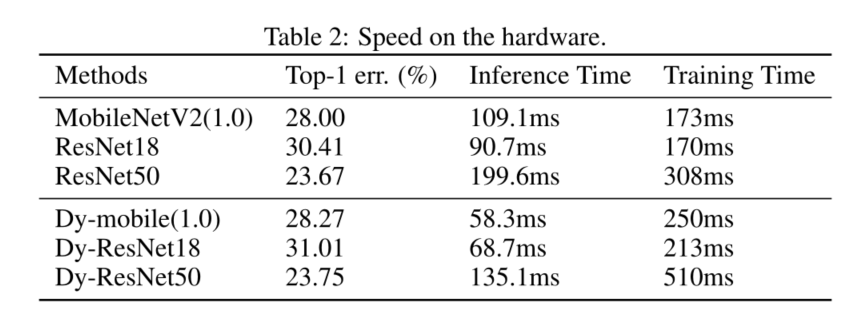 Table 2: Speed on the hardware.
Methods Top-1 err. (%) Inference Time Training Time
MobileNetV2(1.0) 28.00 109.1ms 173ms
ResNet18 30.41 90.7ms 170ms
ResNet50 23.67 199.6ms 308ms
Dy-mobile(1.0) 28.27 58.3ms 250ms
Dy-ResNet18 31.01 68.7ms 213ms
Dy-ResNet50 23.75 135.1ms 510ms